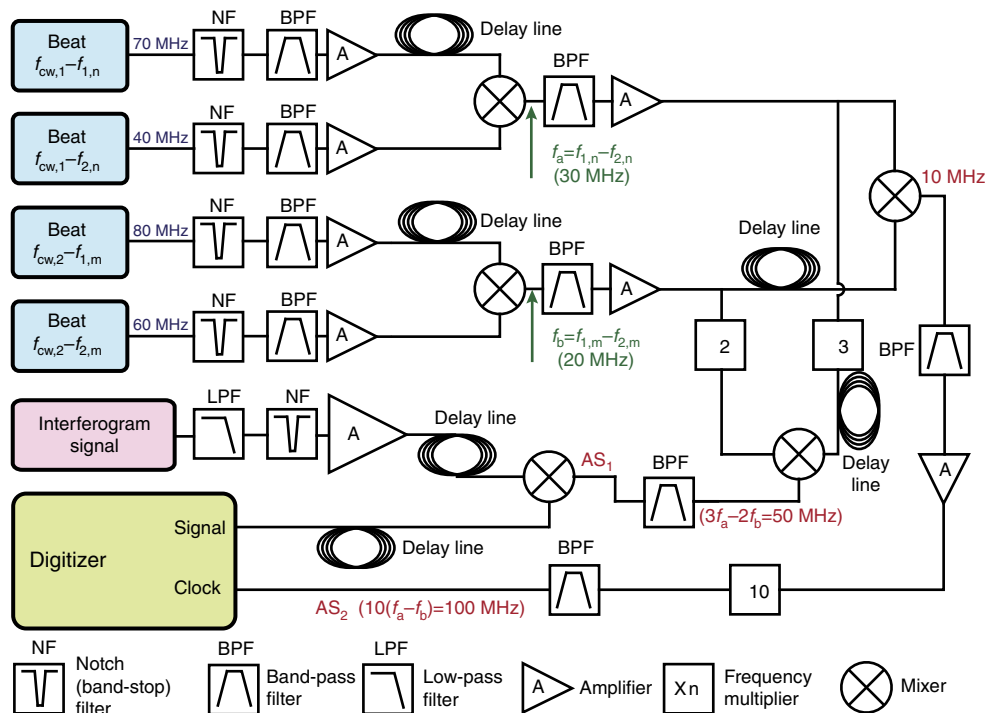 NF
BPF
Delay line
Beat
f_cw,1–f_1,n
70 MHz
A
BPF
A
NF
BPF
Beat
f_cw,1–f_2,n
40 MHz
A
f_a=f_1,n–f_2,n
(30 MHz)
10 MHz
NF
BPF
Delay line
Beat
f_cw,2–f_1,m
80 MHz
A
BPF
A
Delay line
NF
BPF
Beat
f_cw,2–f_2,m
60 MHz
A
f_b=f_1,m–f_2,m
(20 MHz)
2
3
BPF
LPF
NF
Interferogram
signal
A
Delay line
AS₁
BPF
Delay
line
A
(3f_a–2f_b=50 MHz)
Signal
Delay line
Digitizer
BPF
Clock
10
AS₂ (10(f_a–f_b)=100 MHz)
NF
Notch
(band-stop)
filter
BPF
Band-pass
filter
LPF
Low-pass
filter
A
Amplifier
Xn
Frequency
multiplier
Mixer